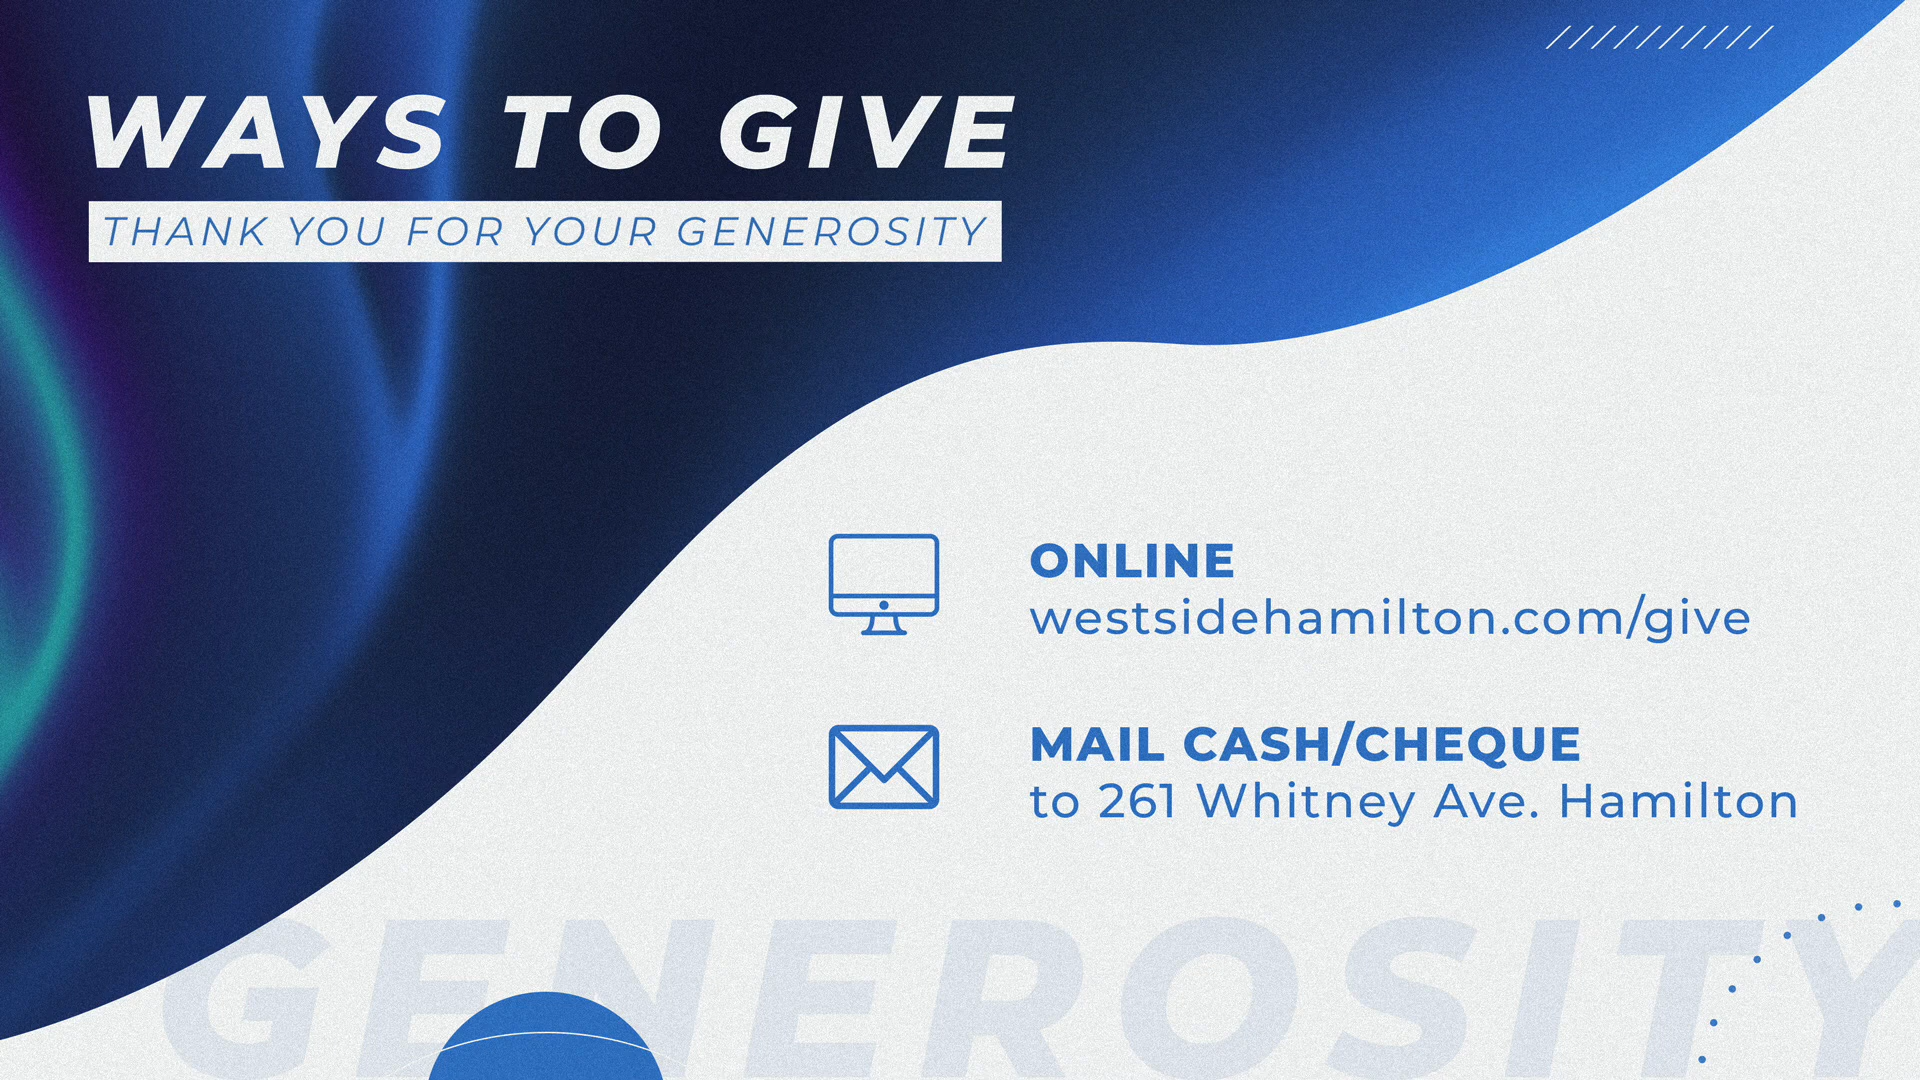 WAYS TO GIVE
THANK YOU FOR YOUR GENEROSITY
ONLINE
westsidehamilton.com/give
MAIL CASH/CHEQUE
to 261 Whitney Ave. Hamilton
GENEROSITY